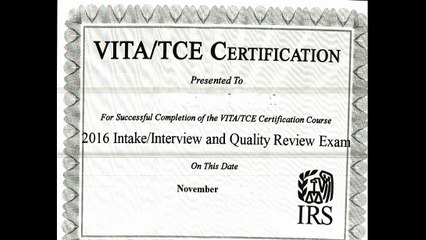 VITA/TCE CERTIFICATION
Presented To
For Successful Completion of the VITA/TCE Certification Course
2016 Intake/Interview and Quality Review Exam
On This Date
November
IRS